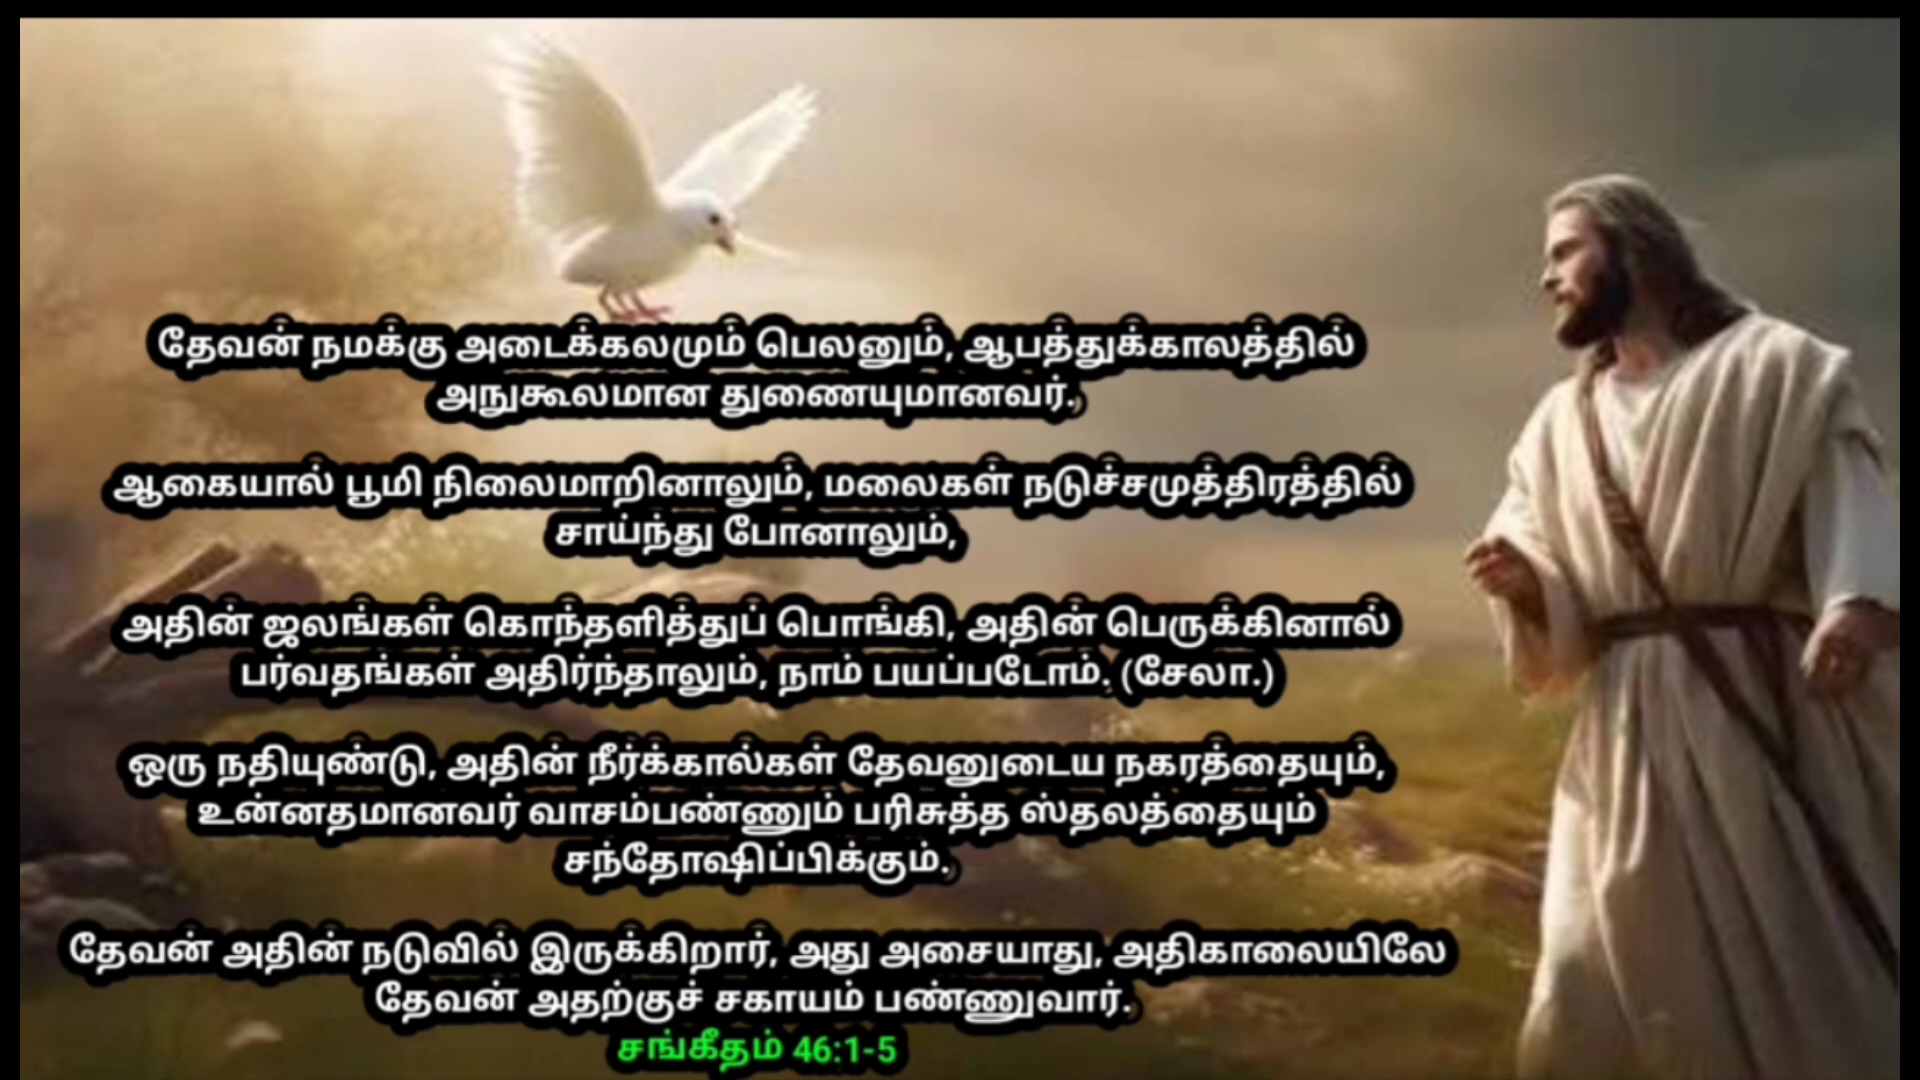 தேவன் நமக்கு அடைக்கலமும் பெலனும், ஆபத்துக்காலத்தில்
அநுகூலமான துணையுமானவர்.
ஆகையால் பூமி நிலைமாறினாலும், மலைகள் நடுச்சமுத்திரத்தில்
சாய்ந்து போனாலும்,
அதின் ஜலங்கள் கொந்தளித்துப் பொங்கி, அதின் பெருக்கினால்
பர்வதங்கள் அதிர்ந்தாலும், நாம் பயப்படோம். (சேலா.)
ஒரு நதியுண்டு, அதின் நீர்க்கால்கள் தேவனுடைய நகரத்தையும்,
உன்னதமானவர் வாசம்பண்ணும் பரிசுத்த ஸ்தலத்தையும்
சந்தோஷிப்பிக்கும்.
தேவன் அதின் நடுவில் இருக்கிறார், அது அசையாது, அதிகாலையிலே
தேவன் அதற்குச் சகாயம் பண்ணுவார்.
சங்கீதம் 46:1-5